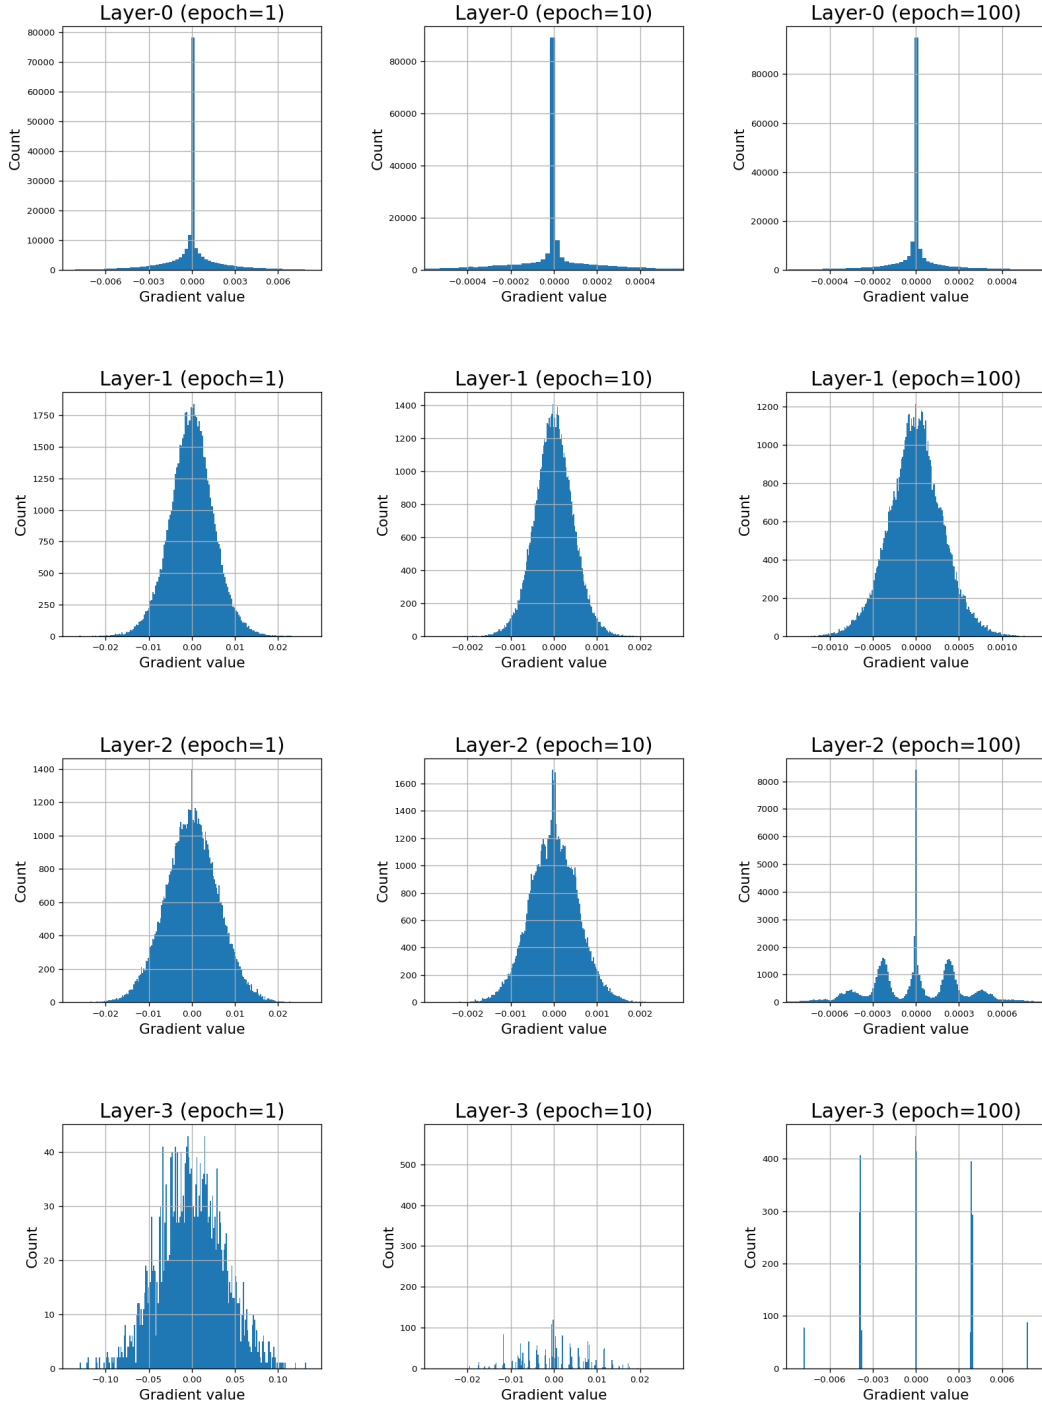 Layer-0 (epoch=1)
80000
70000
60000
50000
40000
30000
20000
10000
0
Count
−0.006 −0.003 0.000 0.003 0.006
Gradient value
Layer-0 (epoch=10)
80000
60000
40000
20000
0
Count
−0.0004 −0.0002 0.0000 0.0002 0.0004
Gradient value
Layer-0 (epoch=100)
80000
60000
40000
20000
0
Count
−0.0004 −0.0002 0.0000 0.0002 0.0004
Gradient value
Layer-1 (epoch=1)
1750
1500
1250
1000
750
500
250
0
Count
−0.02 −0.01 0.00 0.01 0.02
Gradient value
Layer-1 (epoch=10)
1400
1200
1000
800
600
400
200
0
Count
−0.002 −0.001 0.000 0.001 0.002
Gradient value
Layer-1 (epoch=100)
1200
1000
800
600
400
200
0
Count
−0.0010 −0.0005 0.0000 0.0005 0.0010
Gradient value
Layer-2 (epoch=1)
1400
1200
1000
800
600
400
200
0
Count
−0.02 −0.01 0.00 0.01 0.02
Gradient value
Layer-2 (epoch=10)
1600
1400
1200
1000
800
600
400
200
0
Count
−0.002 −0.001 0.000 0.001 0.002
Gradient value
Layer-2 (epoch=100)
8000
7000
6000
5000
4000
3000
2000
1000
0
Count
−0.0006 −0.0003 0.0000 0.0003 0.0006
Gradient value
Layer-3 (epoch=1)
40
30
20
10
0
Count
−0.10 −0.05 0.00 0.05 0.10
Gradient value
Layer-3 (epoch=10)
500
400
300
200
100
0
Count
−0.02 −0.01 0.00 0.01 0.02
Gradient value
Layer-3 (epoch=100)
400
300
200
100
0
Count
−0.006 −0.003 0.000 0.003 0.006
Gradient value